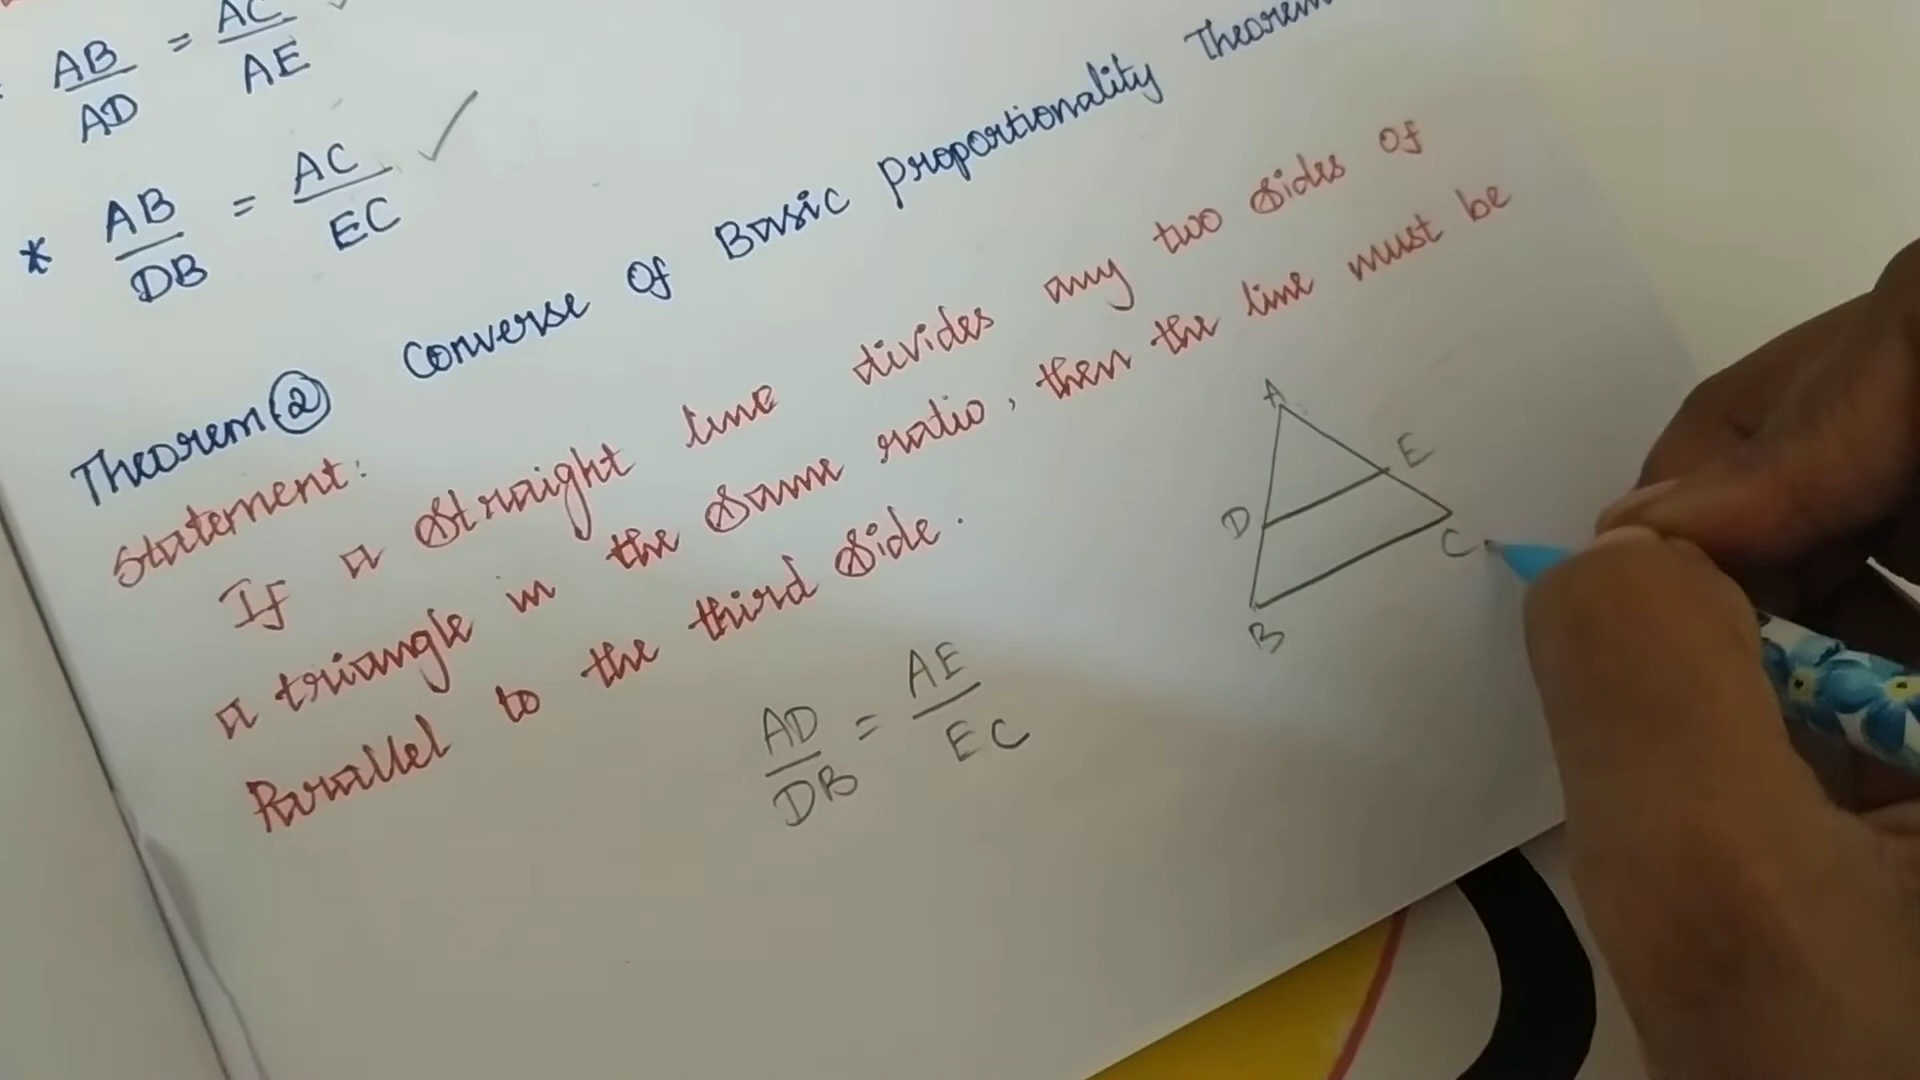 AB/AD = AC/AE
* AB/DB = AC/EC ✓
Theorem ② Converse of Basic proportionality Theorem
Statement:
If a straight line divides any two sides of
a triangle in the same ratio, then the line must be
Parallel to the third side.
AD/DB = AE/EC
A
E
D
C
B